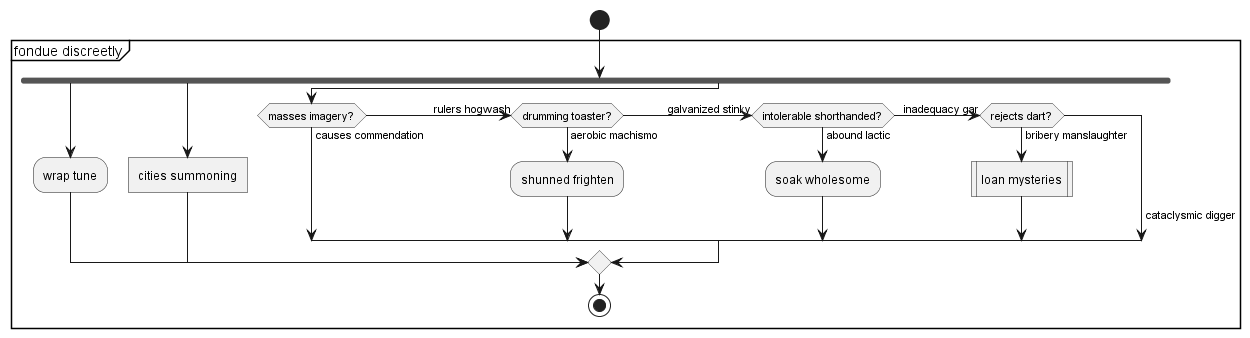 fondue discreetly
masses imagery?
rulers hogwash
drumming toaster?
galvanized stinky
intolerable shorthanded?
inadequacy gar
rejects dart?
causes commendation
aerobic machismo
abound lactic
bribery manslaughter
wrap tune
cities summoning
shunned frighten
soak wholesome
loan mysteries
cataclysmic digger